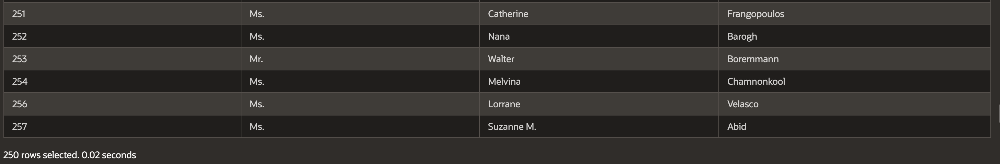 251 Ms. Catherine Frangopoulos
252 Ms. Nana Barogh
253 Mr. Walter Boremmann
254 Ms. Melvina Chamnonkool
256 Ms. Lorrane Velasco
257 Ms. Suzanne M. Abid
250 rows selected. 0.02 seconds